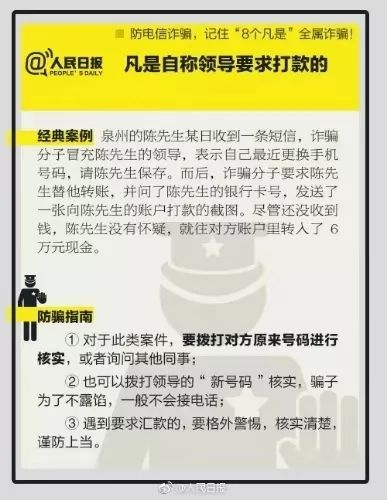 防电信诈骗，记住“8个凡是”全属诈骗！
@人民日报
PEOPLE'S DAILY
凡是自称领导要求打款的
经典案例 泉州的陈先生某日收到一条短信，诈骗
分子冒充陈先生的领导，表示自己最近更换手机
号码，请陈先生保存。而后，诈骗分子要求陈先
生替他转账，并问了陈先生的银行卡号，发送了
一张向陈先生的账户打款的截图。尽管还没收到
钱，陈先生没有怀疑，就往对方账户里转入了 6
万元现金。
防骗指南
① 对于此类案件，要拨打对方原来号码进行
核实，或者询问其他同事；
② 也可以拨打领导的“新号码”核实，骗子
为了不露馅，一般不会接电话；
③ 遇到要求汇款的，要格外警惕，核实清楚，
谨防上当。
@人民日报